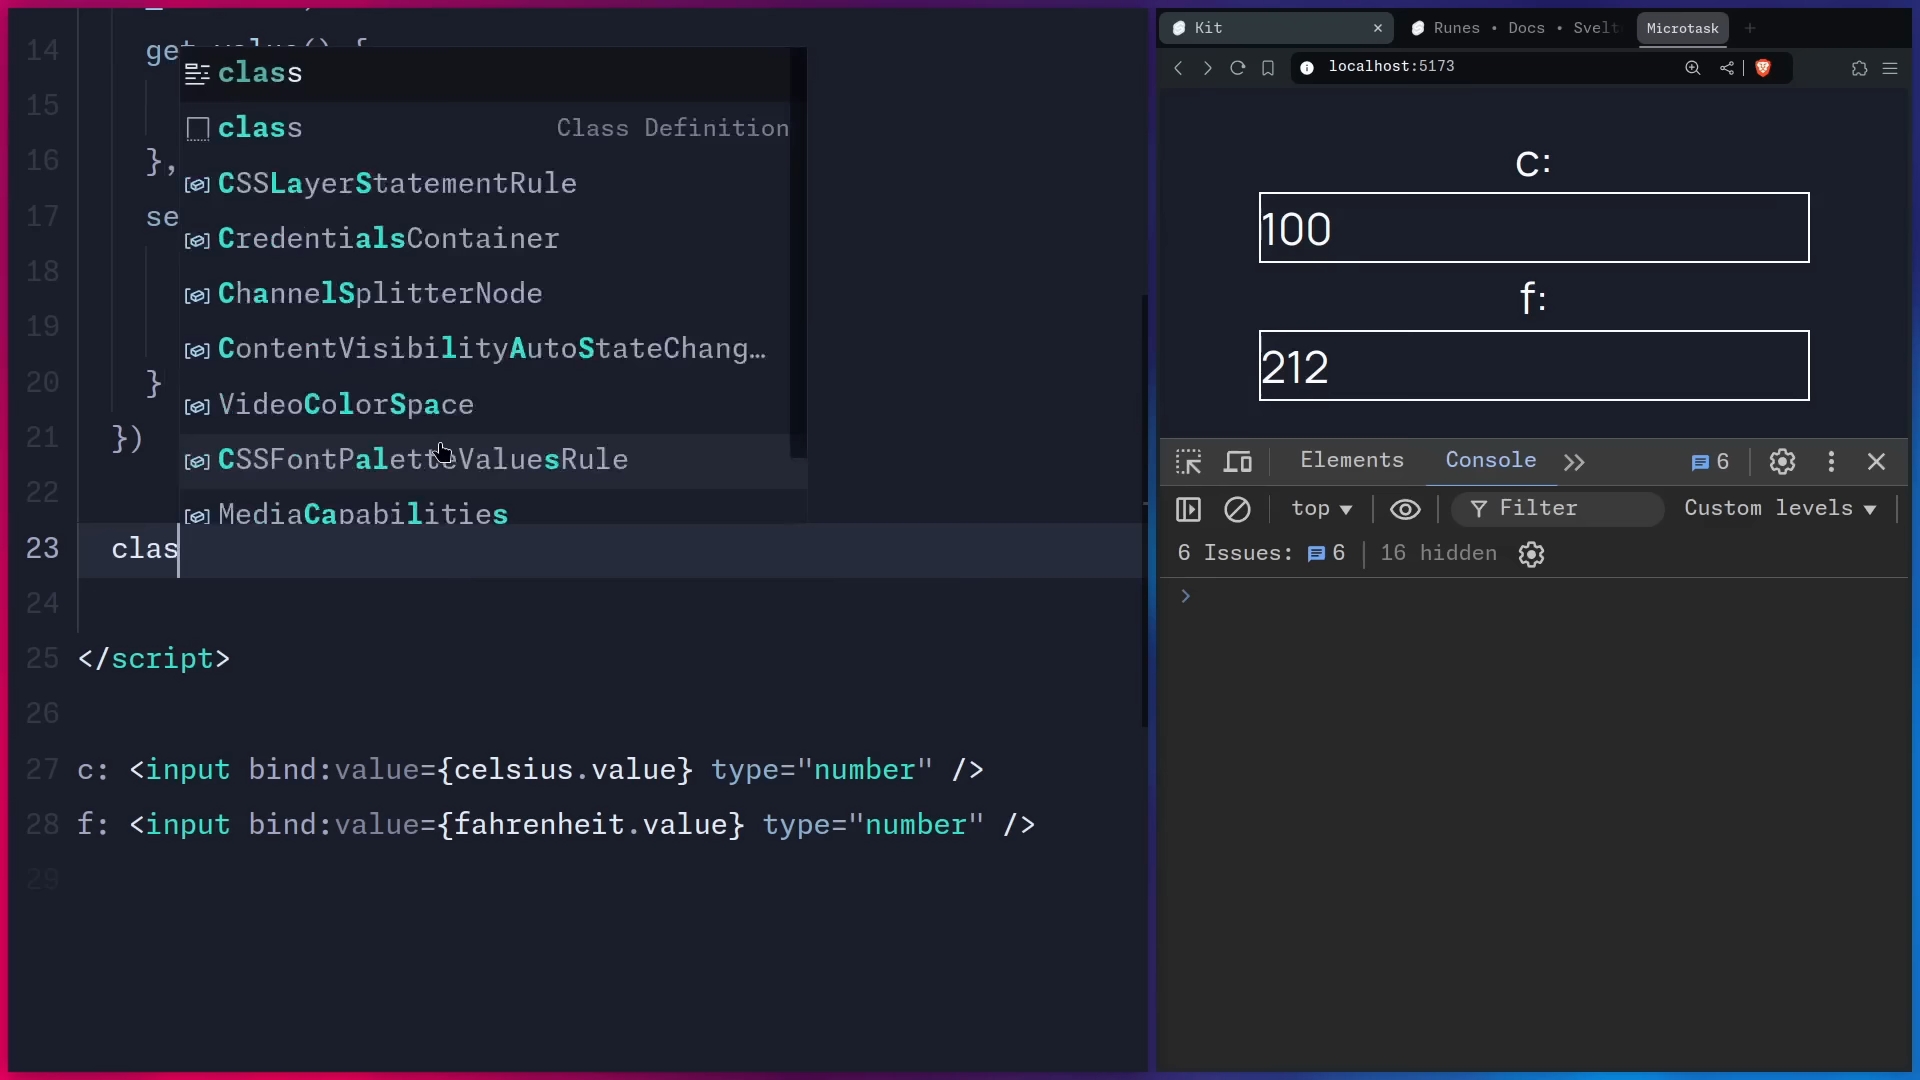 14 get value() {
class
15 class Class Definition
16 }, CSSLayerStatementRule
17 se CredentialsContainer
18 ChannelSplitterNode
19 ContentVisibilityAutoStateChang…
20 } VideoColorSpace
21 }) CSSFontPaletteValuesRule
22 MediaCapabilities
23 clas
24
25 </script>
26
27 c: <input bind:value={celsius.value} type="number" />
28 f: <input bind:value={fahrenheit.value} type="number" />
29
Kit
Runes • Docs • Svelt
Microtask
localhost:5173
c:
100
f:
212
Elements Console 6
top Filter Custom levels
6 Issues: 6 16 hidden